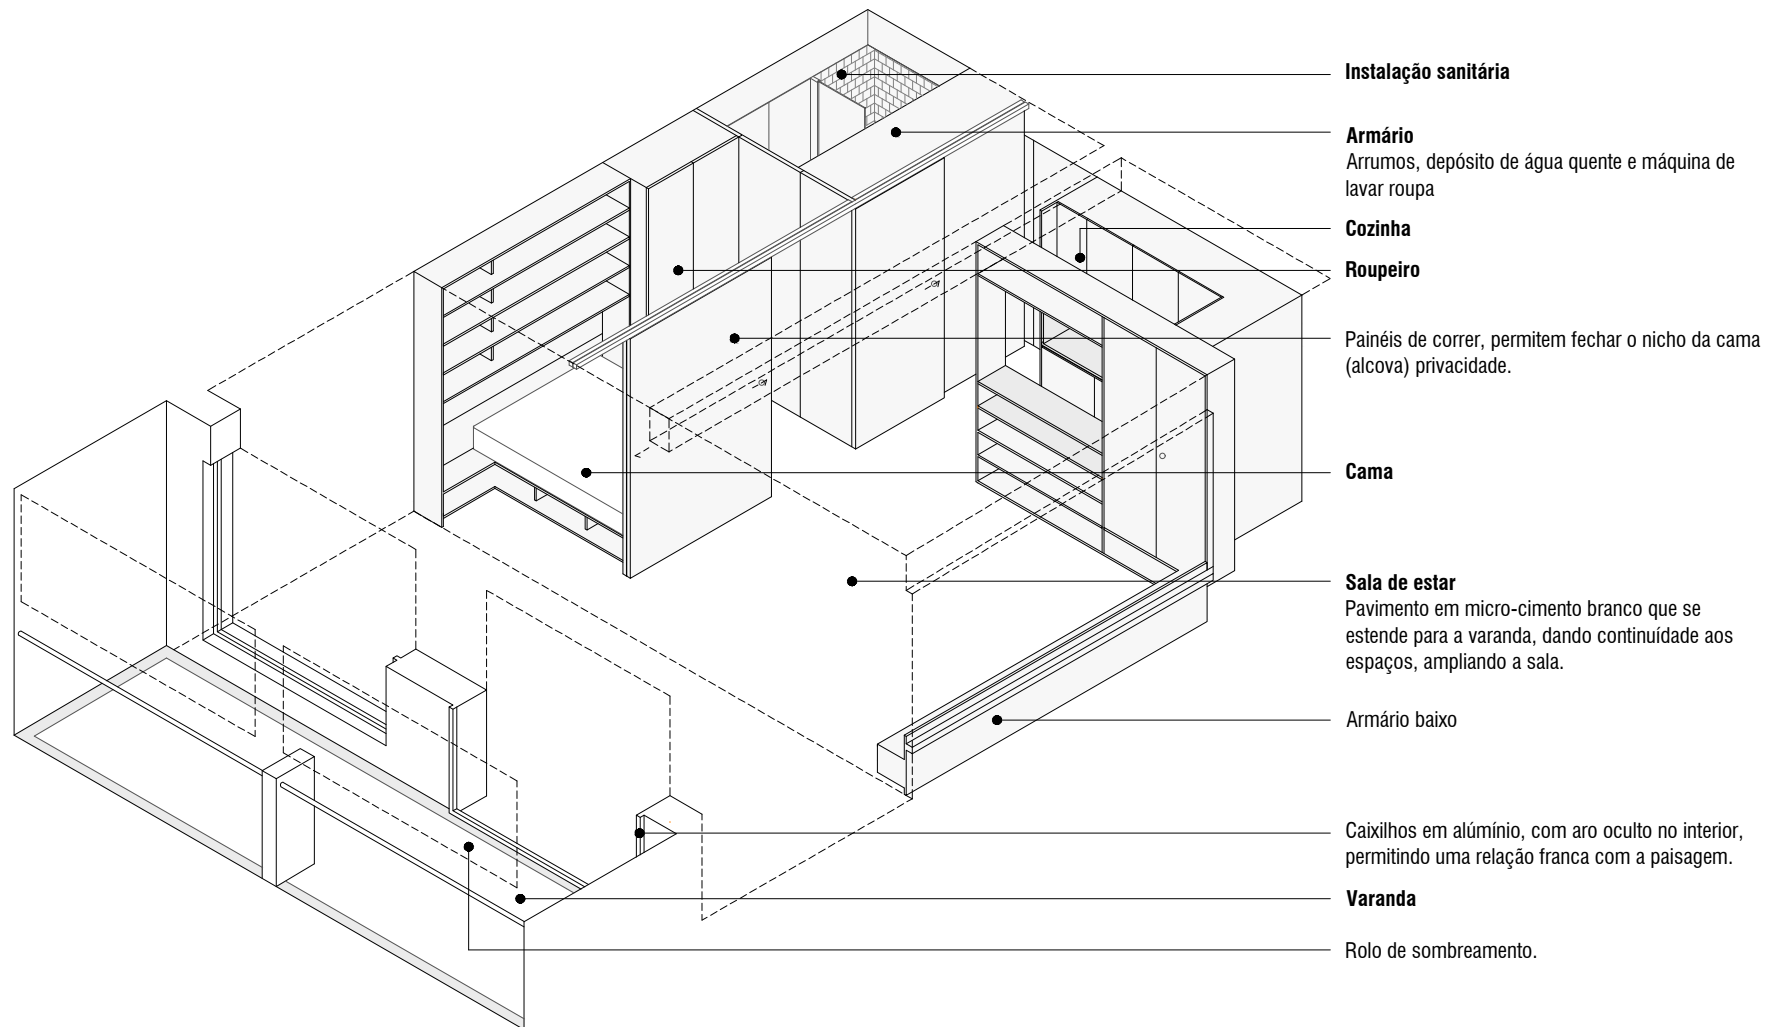 Instalação sanitária
Armário
Arrumos, depósito de água quente e máquina de
lavar roupa
Cozinha
Roupeiro
Painéis de correr, permitem fechar o nicho da cama
(alcova) privacidade.
Cama
Sala de estar
Pavimento em micro-cimento branco que se
estende para a varanda, dando continuídade aos
espaços, ampliando a sala.
Armário baixo
Caixilhos em alúmínio, com aro oculto no interior,
permitindo uma relação franca com a paisagem.
Varanda
Rolo de sombreamento.